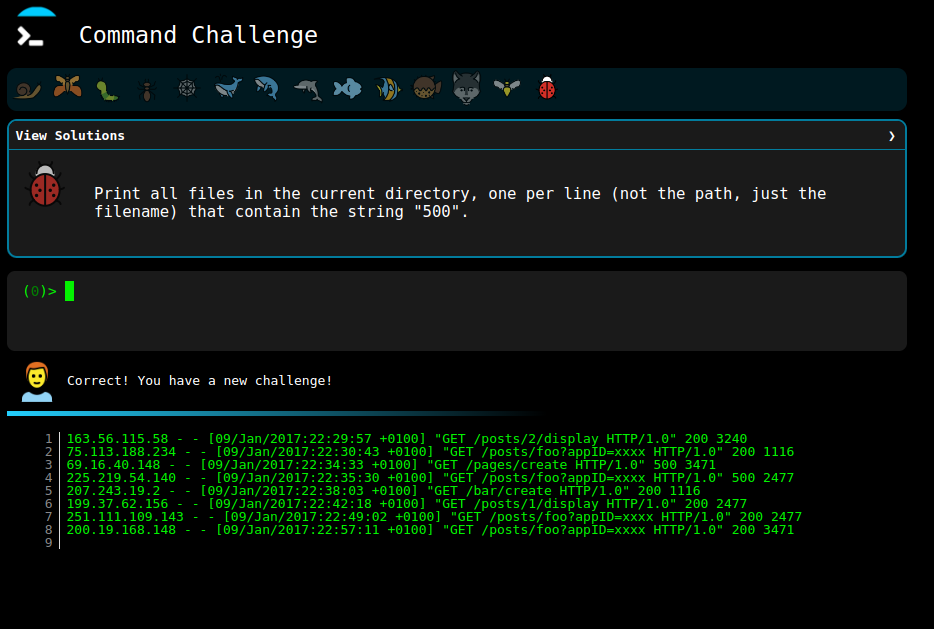 Command Challenge
View Solutions ❯
Print all files in the current directory, one per line (not the path, just the
filename) that contain the string "500".
(0)>
Correct! You have a new challenge!
1 163.56.115.58 - - [09/Jan/2017:22:29:57 +0100] "GET /posts/2/display HTTP/1.0" 200 3240
2 75.113.188.234 - - [09/Jan/2017:22:30:43 +0100] "GET /posts/foo?appID=xxxx HTTP/1.0" 200 1116
3 69.16.40.148 - - [09/Jan/2017:22:34:33 +0100] "GET /pages/create HTTP/1.0" 500 3471
4 225.219.54.140 - - [09/Jan/2017:22:35:30 +0100] "GET /posts/foo?appID=xxxx HTTP/1.0" 500 2477
5 207.243.19.2 - - [09/Jan/2017:22:38:03 +0100] "GET /bar/create HTTP/1.0" 200 1116
6 199.37.62.156 - - [09/Jan/2017:22:42:18 +0100] "GET /posts/1/display HTTP/1.0" 200 2477
7 251.111.109.143 - - [09/Jan/2017:22:49:02 +0100] "GET /posts/foo?appID=xxxx HTTP/1.0" 200 2477
8 200.19.168.148 - - [09/Jan/2017:22:57:11 +0100] "GET /posts/foo?appID=xxxx HTTP/1.0" 200 3471
9